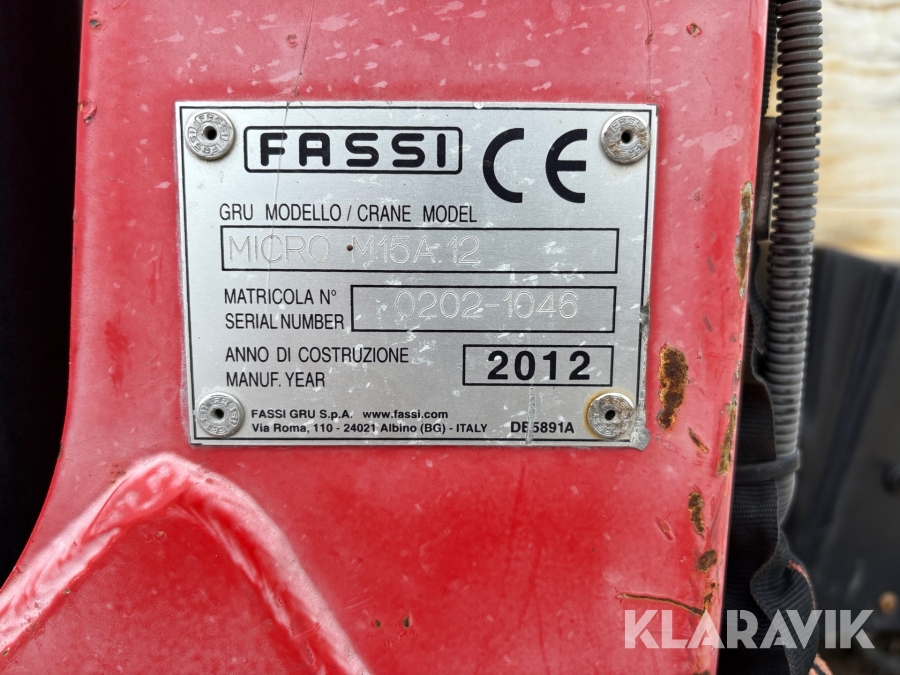 FASSI CE
GRU MODELLO / CRANE MODEL
MICRO M15A.12
MATRICOLA N° 0202-1046
SERIAL NUMBER
ANNO DI COSTRUZIONE 2012
MANUF. YEAR
FASSI GRU S.p.A. www.fassi.com
Via Roma, 110 - 24021 Albino (BG) - ITALY DE5891A
KLARAVIK